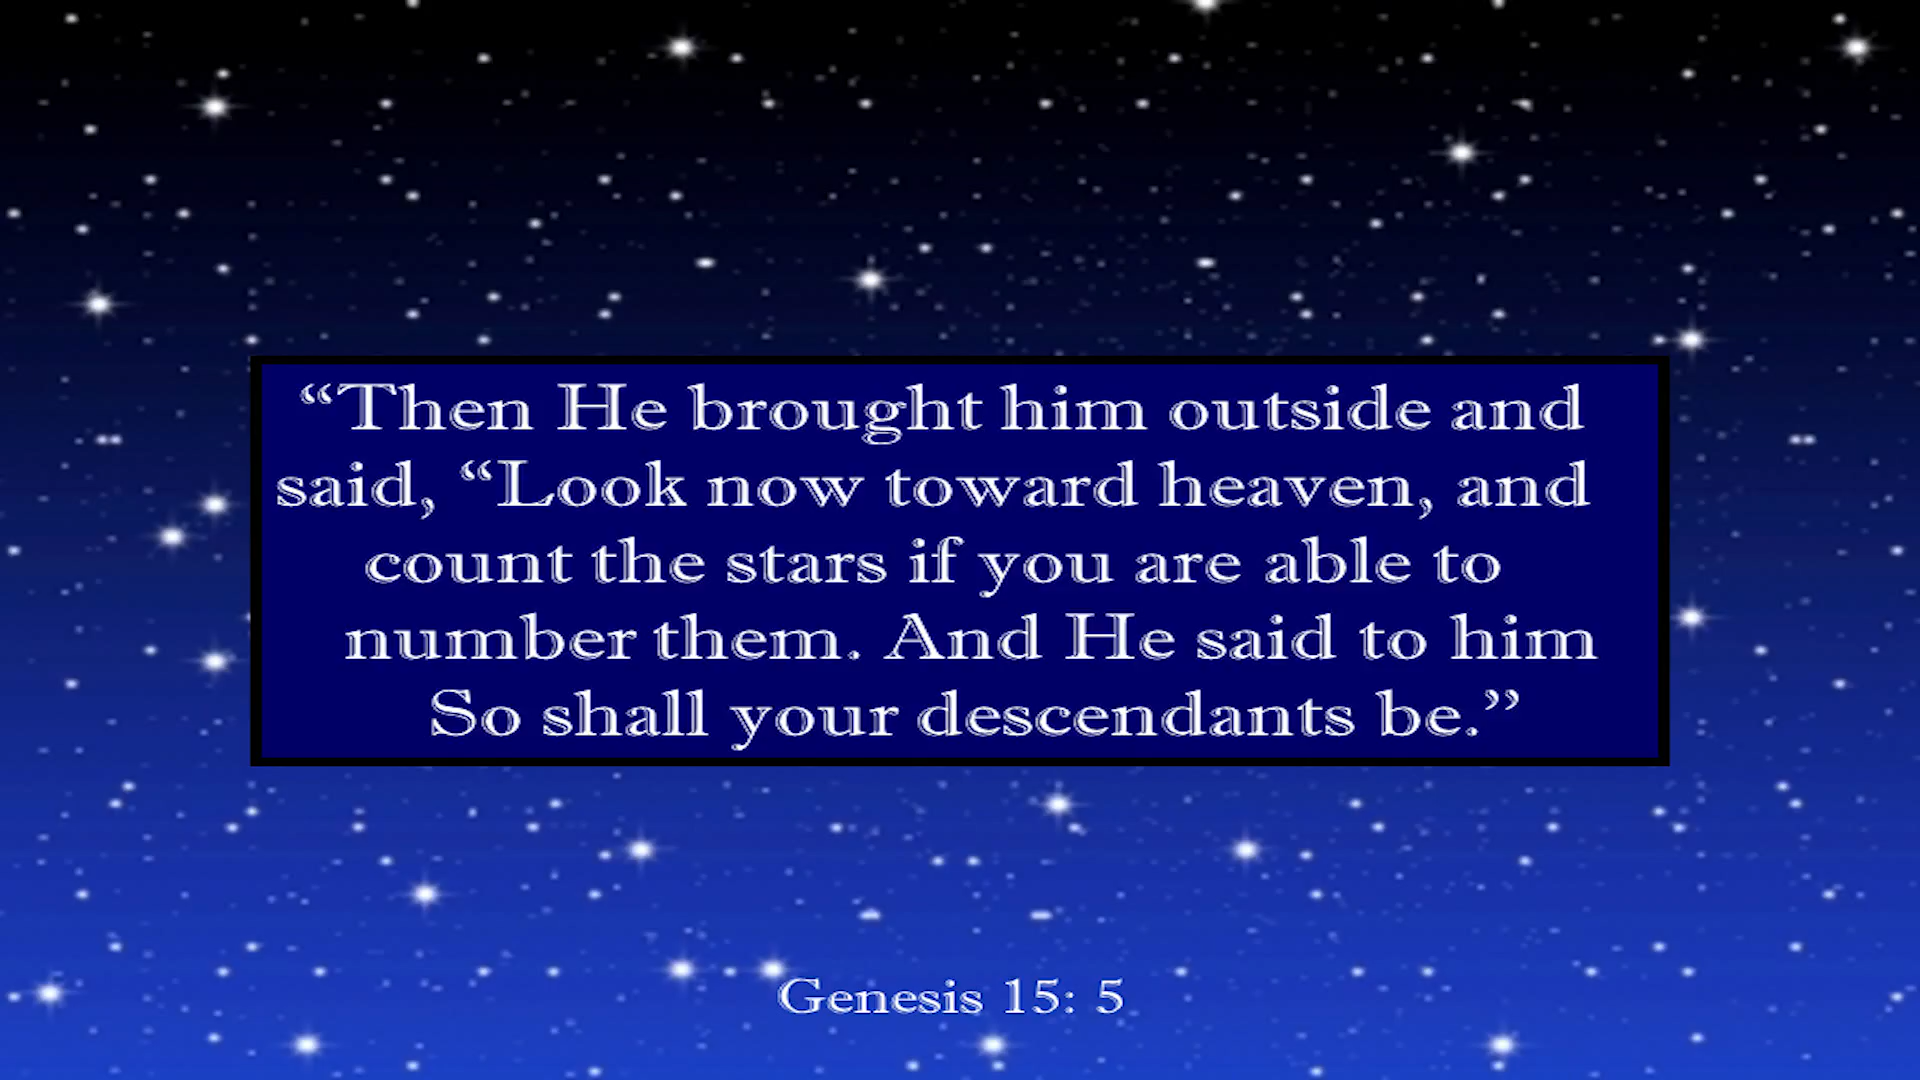 “Then He brought him outside and
said, “Look now toward heaven, and
count the stars if you are able to
number them. And He said to him
So shall your descendants be.”
Genesis 15: 5